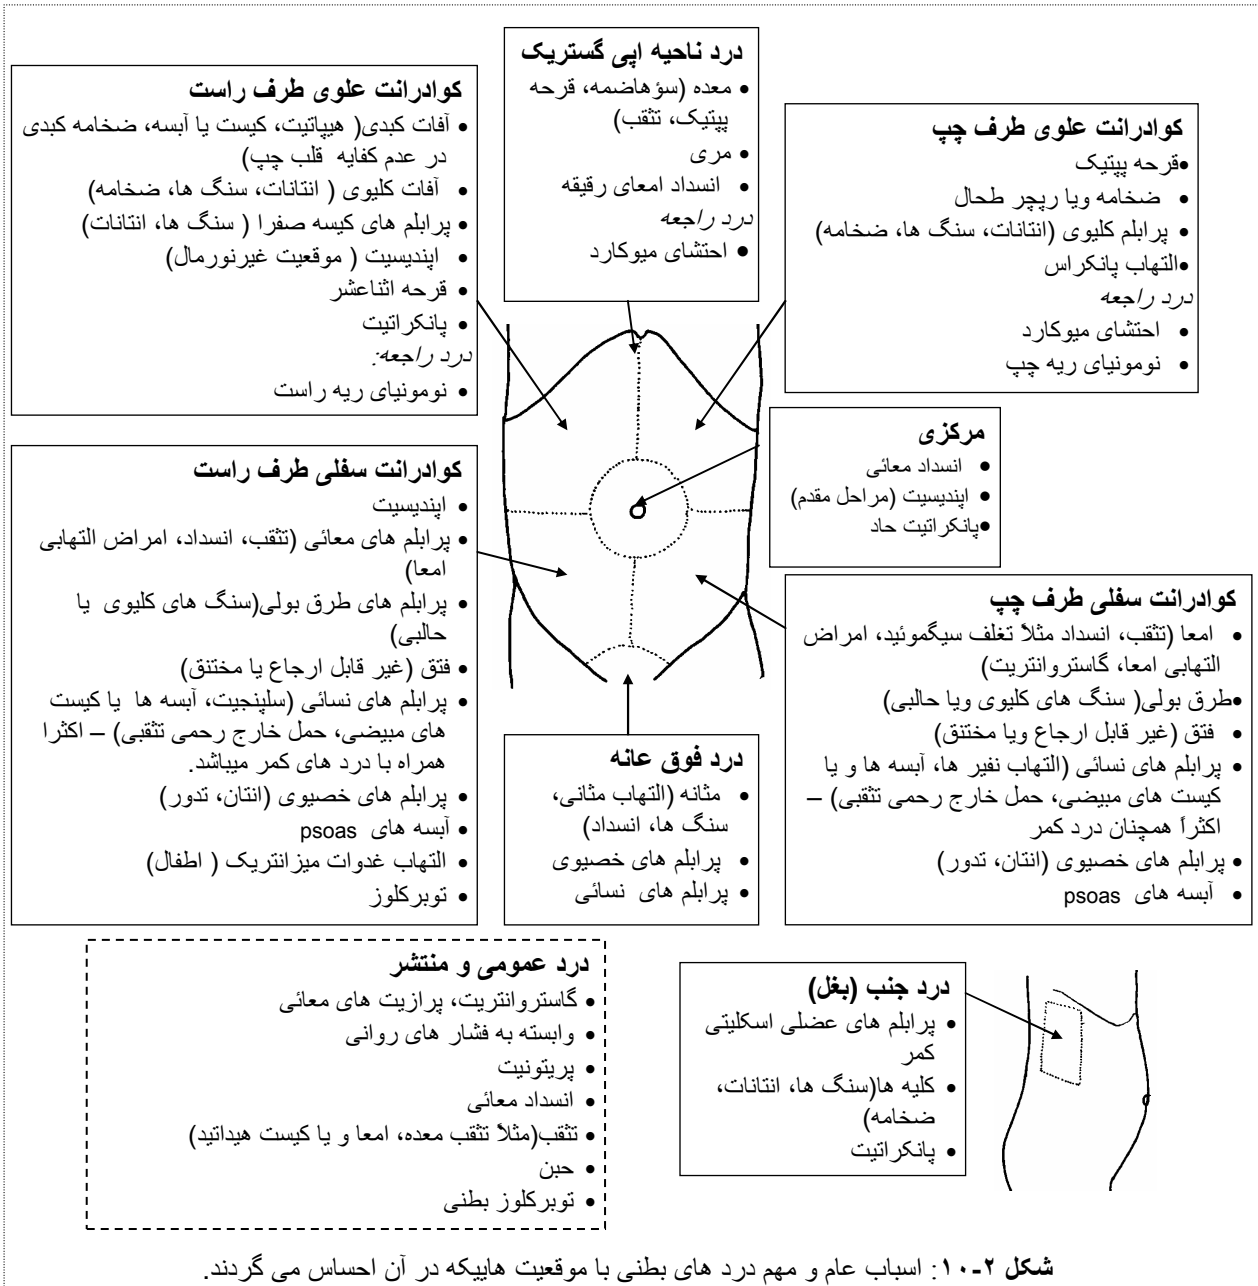 درد ناحیه اپی گستریک
• معده (سؤهاضمه، قرحه
پپتیک، تثقب)
• مری
• انسداد امعای رقیقه
درد راجعه
• احتشای میوکارد
کوادرانت علوی طرف راست
• آفات کبدی( هیپاتیت، کیست یا آبسه، ضخامه کبدی
در عدم کفایه قلب چپ)
• آفات کلیوی ( انتانات، سنگ ها، ضخامه)
• پرابلم های کیسه صفرا ( سنگ ها، انتانات)
• اپندیسیت ( موقعیت غیرنورمال)
• قرحه اثناعشر
• پانکراتیت
درد راجعه:
• نومونیای ریه راست
کوادرانت علوی طرف چپ
•قرحه پپتیک
• ضخامه ویا ریچر طحال
• پرابلم کلیوی (انتانات، سنگ ها، ضخامه)
•التهاب پانکراس
درد راجعه
• احتشای میوکارد
• نومونیای ریه چپ
مرکزی
• انسداد معائی
• اپندیسیت (مراحل مقدم)
•پانکراتیت حاد
کوادرانت سفلی طرف راست
• اپندیسیت
• پرابلم های معائی (تثقب، انسداد، امراض التهابی
امعا)
• پرابلم های طرق بولی(سنگ های کلیوی یا
حالبی)
• فتق (غیر قابل ارجاع یا مختنق)
• پرابلم های نسائی (سلپنجیت، آبسه ها یا کیست
های مبیضی، حمل خارج رحمی تثقبی) – اکثرا
همراه با درد های کمر میباشد.
• پرابلم های خصیوی (انتان، تدور)
• آبسه های psoas
• التهاب غدوات میزانتریک ( اطفال)
• توبرکلوز
کوادرانت سفلی طرف چپ
• امعا (تثقب، انسداد مثلاً تغلف سیگموئید، امراض
التهابی امعا، گاستروانتریت)
•طرق بولی( سنگ های کلیوی ویا حالبی)
• فتق (غیر قابل ارجاع ویا مختنق)
• پرابلم های نسائی (التهاب نفیر ها، آبسه ها و یا
کیست های مبیضی، حمل خارج رحمی تثقبی) –
اکثراً همچنان درد کمر
• پرابلم های خصیوی (انتان، تدور)
• آبسه های psoas
درد فوق عانه
• مثانه (التهاب مثانی،
سنگ ها، انسداد)
• پرابلم های خصیوی
• پرابلم های نسائی
درد عمومی و منتشر
• گاستروانتریت، پرازیت های معائی
• وابسته به فشار های روانی
• پریتونیت
• انسداد معائی
• تثقب(مثلاً تثقب معده، امعا و یا کیست هیداتید)
• حبن
• توبرکلوز بطنی
درد جنب (بغل)
• پرابلم های عضلی اسکلیتی
کمر
• کلیه ها(سنگ ها، انتانات،
ضخامه)
• پانکراتیت
شکل ۲-۱۰: اسباب عام و مهم درد های بطنی با موقعیت هاییکه در آن احساس می گردند.